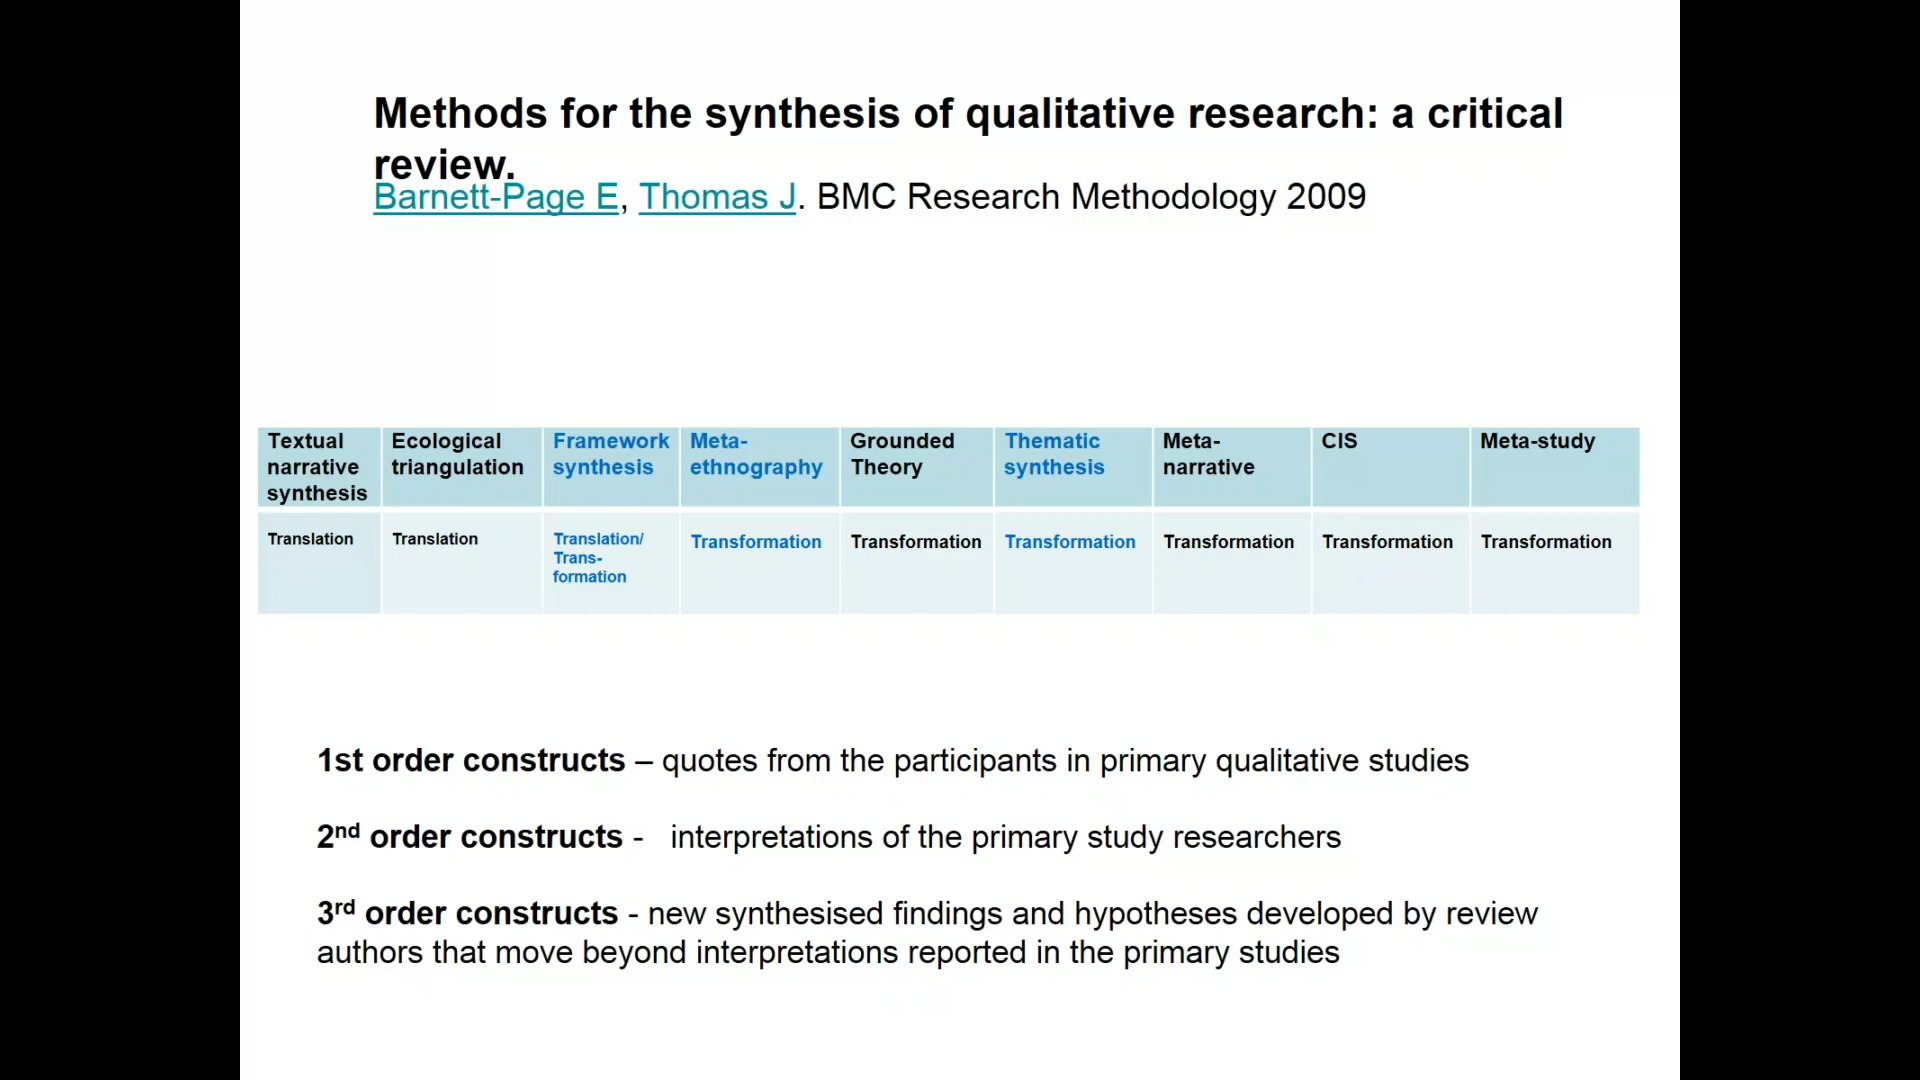 Methods for the synthesis of qualitative research: a critical
review.
Barnett-Page E, Thomas J. BMC Research Methodology 2009
Textual narrative synthesis
Ecological triangulation
Framework synthesis
Meta-ethnography
Grounded Theory
Thematic synthesis
Meta-narrative
CIS
Meta-study
Translation
Translation
Translation/ Trans-formation
Transformation
Transformation
Transformation
Transformation
Transformation
Transformation
1st order constructs – quotes from the participants in primary qualitative studies
2nd order constructs - interpretations of the primary study researchers
3rd order constructs - new synthesised findings and hypotheses developed by review
authors that move beyond interpretations reported in the primary studies